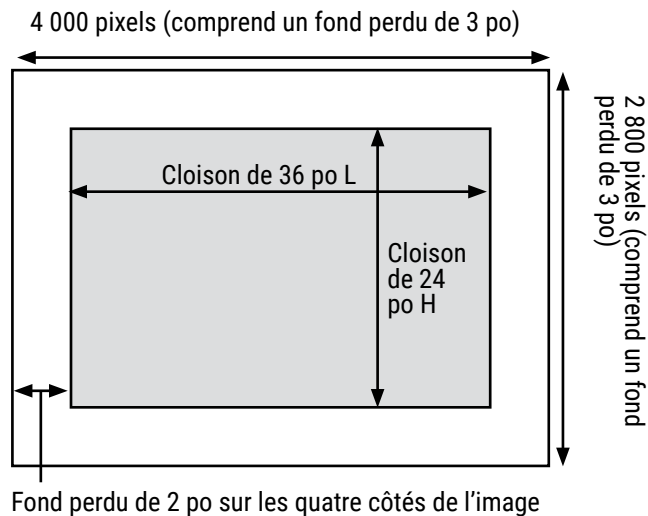 4 000 pixels (comprend un fond perdu de 3 po)
2 800 pixels (comprend un fond
perdu de 3 po)
Cloison de 36 po L
Cloison
de 24
po H
Fond perdu de 2 po sur les quatre côtés de l’image